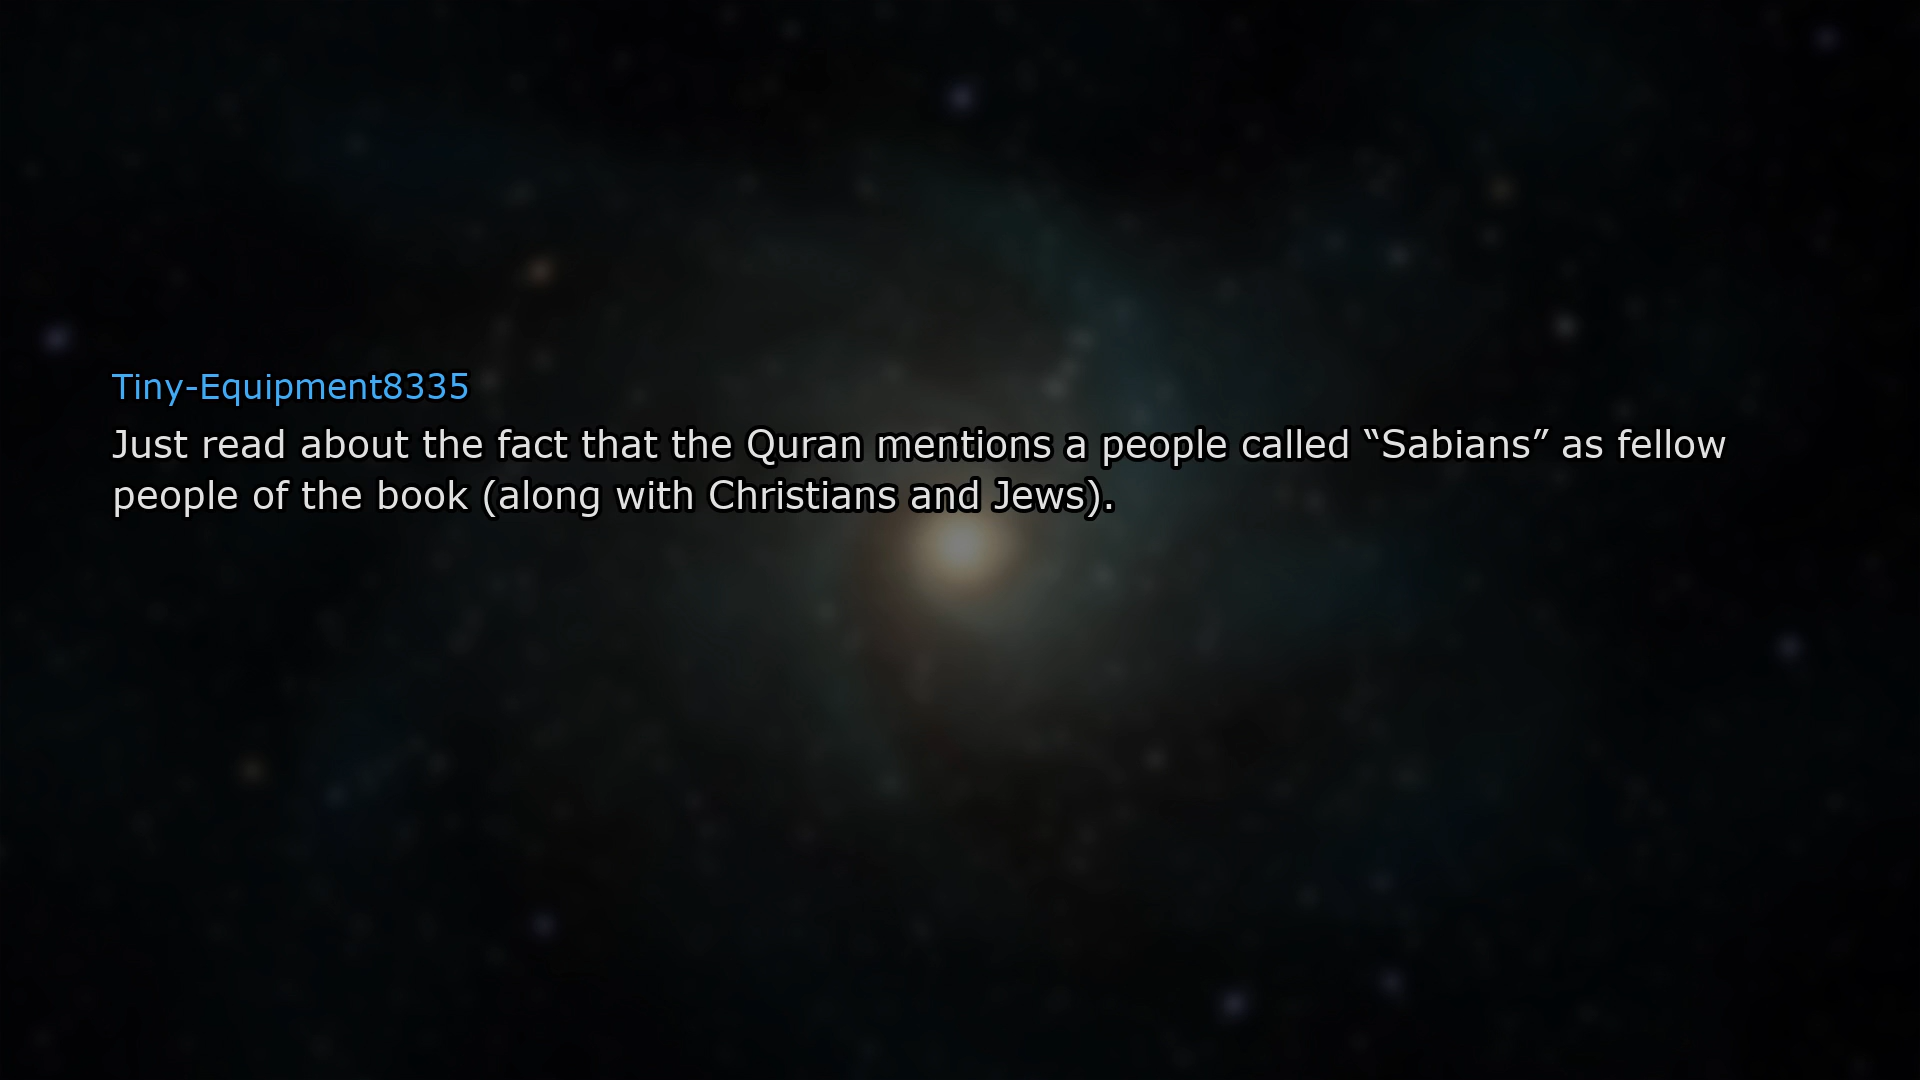 Tiny-Equipment8335
Just read about the fact that the Quran mentions a people called “Sabians” as fellow
people of the book (along with Christians and Jews).